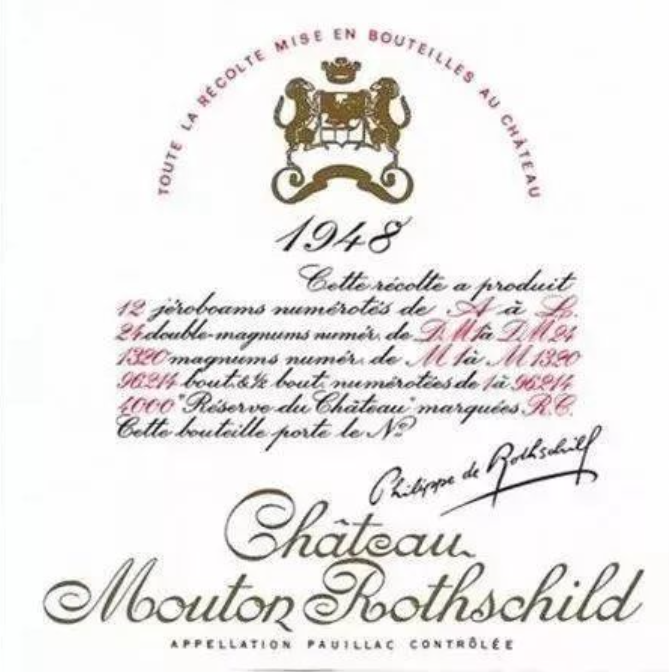 TOUTE LA RÉCOLTE MISE EN BOUTEILLES AU CHÂTEAU
1948
Cette récolte a produit
12 jéroboams numérotés de A à L.
24 double-magnums numér. de D.M 1 à D.M 24
1320 magnums numér. de M 1 à M 1320
96214 bout. & ½ bout. numérotées de 1 à 96214
4000 "Réserve du Château" marquées R.C.
Cette bouteille porte le Nº
Philippe de Rothschild
Château
Mouton Rothschild
APPELLATION PAUILLAC CONTRÔLÉE